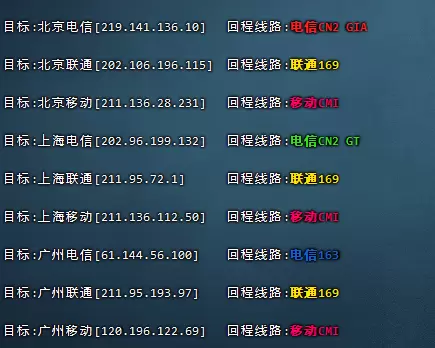 目标:北京电信[219.141.136.10] 回程线路:电信CN2 GIA
目标:北京联通[202.106.196.115] 回程线路:联通169
目标:北京移动[211.136.28.231] 回程线路:移动CMI
目标:上海电信[202.96.199.132] 回程线路:电信CN2 GT
目标:上海联通[211.95.72.1] 回程线路:联通169
目标:上海移动[211.136.112.50] 回程线路:移动CMI
目标:广州电信[61.144.56.100] 回程线路:电信163
目标:广州联通[211.95.193.97] 回程线路:联通169
目标:广州移动[120.196.122.69] 回程线路:移动CMI